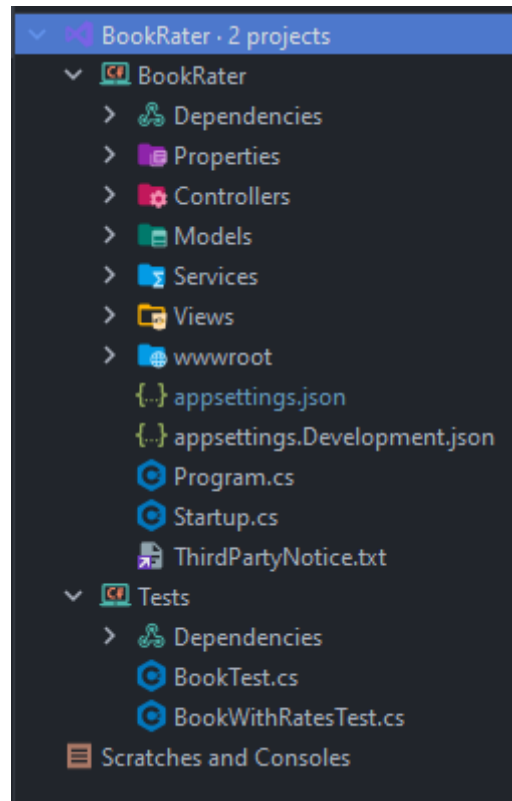 BookRater · 2 projects
BookRater
Dependencies
Properties
Controllers
Models
Services
Views
wwwroot
{...} appsettings.json
{...} appsettings.Development.json
Program.cs
Startup.cs
ThirdPartyNotice.txt
C# Tests
Dependencies
BookTest.cs
BookWithRatesTest.cs
Scratches and Consoles